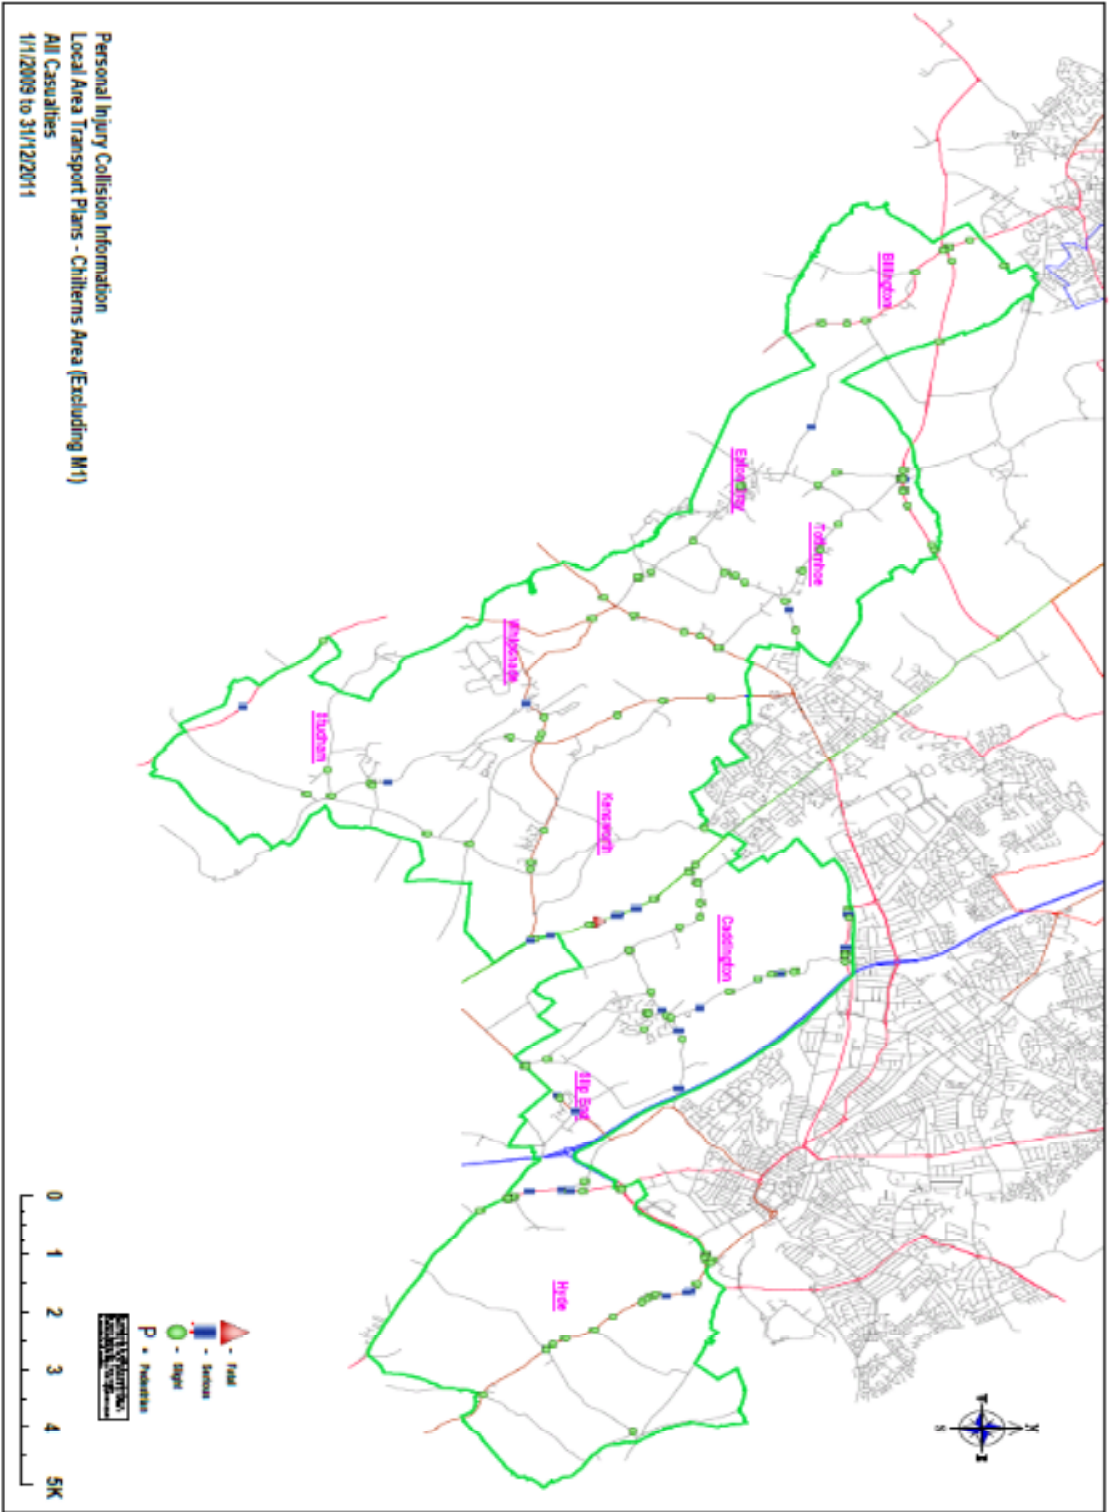 Personal Injury Collision Information
Local Area Transport Plans - Chilterns Area (Excluding M1)
All Casualties
1/1/2009 to 31/12/2011
Billington
Eaton Bray
Totternhoe
Whipsnade
Studham
Kensworth
Caddington
Slip End
Hyde
N
S
- Fatal
- Serious
- Slight
P - Pedestrian
0 1 2 3 4 5K